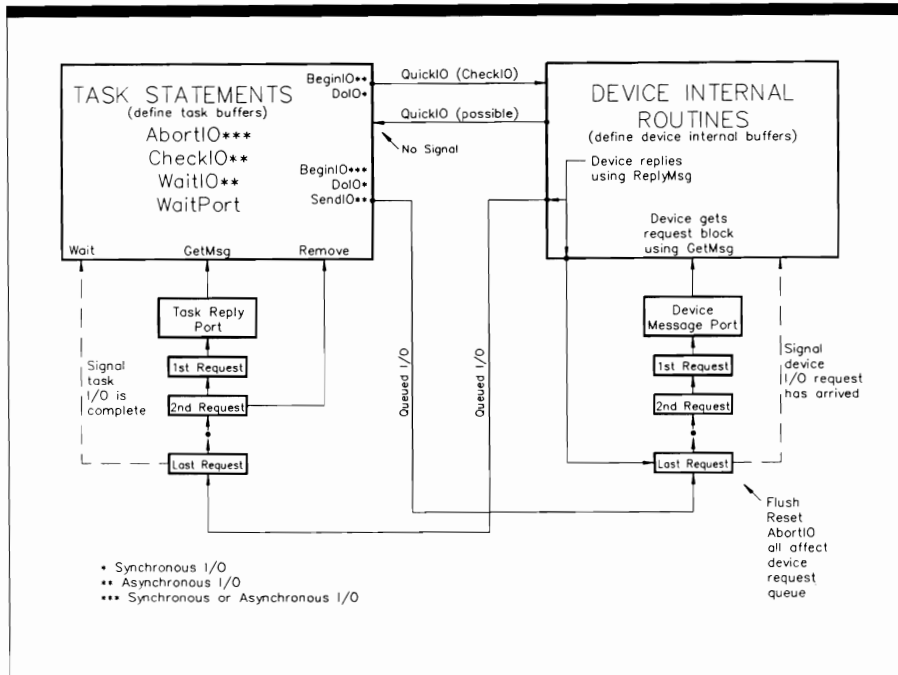 TASK STATEMENTS
(define task buffers)
AbortIO***
CheckIO**
WaitIO**
WaitPort
BeginIO**
DoIO*
BeginIO***
DoIO*
SendIO**
Wait
GetMsg
Remove
QuickIO (CheckIO)
QuickIO (possible)
No Signal
DEVICE INTERNAL
ROUTINES
(define device internal buffers)
Device replies
using ReplyMsg
Device gets
request block
using GetMsg
Task Reply
Port
1st Request
2nd Request
Last Request
Signal
task
I/O is
complete
Queued I/O
Queued I/O
Device
Message Port
1st Request
2nd Request
Last Request
Signal
device
I/O request
has arrived
Flush
Reset
AbortIO
all affect
device
request
queue
* Synchronous I/O
** Asynchronous I/O
*** Synchronous or Asynchronous I/O